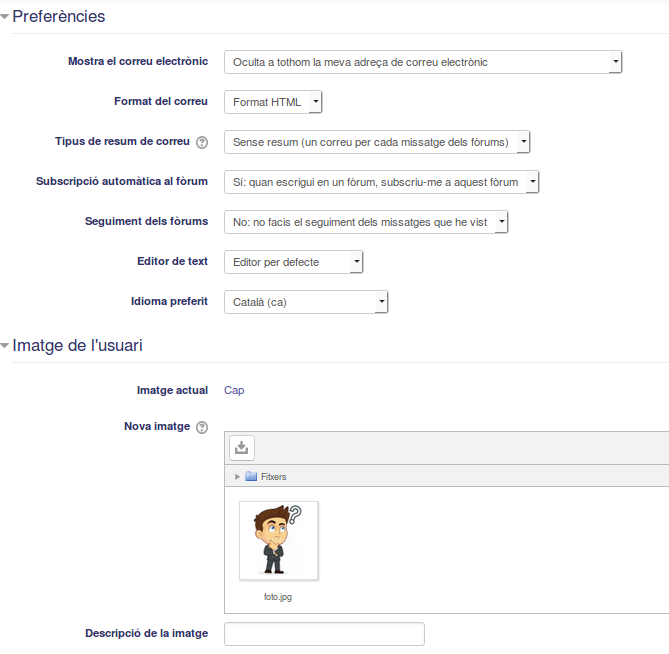 Preferències
Mostra el correu electrònic Oculta a tothom la meva adreça de correu electrònic
Format del correu Format HTML
Tipus de resum de correu ? Sense resum (un correu per cada missatge dels fòrums)
Subscripció automàtica al fòrum Sí: quan escrigui en un fòrum, subscriu-me a aquest fòrum
Seguiment dels fòrums No: no facis el seguiment dels missatges que he vist
Editor de text Editor per defecte
Idioma preferit Català (ca)
Imatge de l'usuari
Imatge actual Cap
Nova imatge ?
Fitxers
?
foto.jpg
Descripció de la imatge